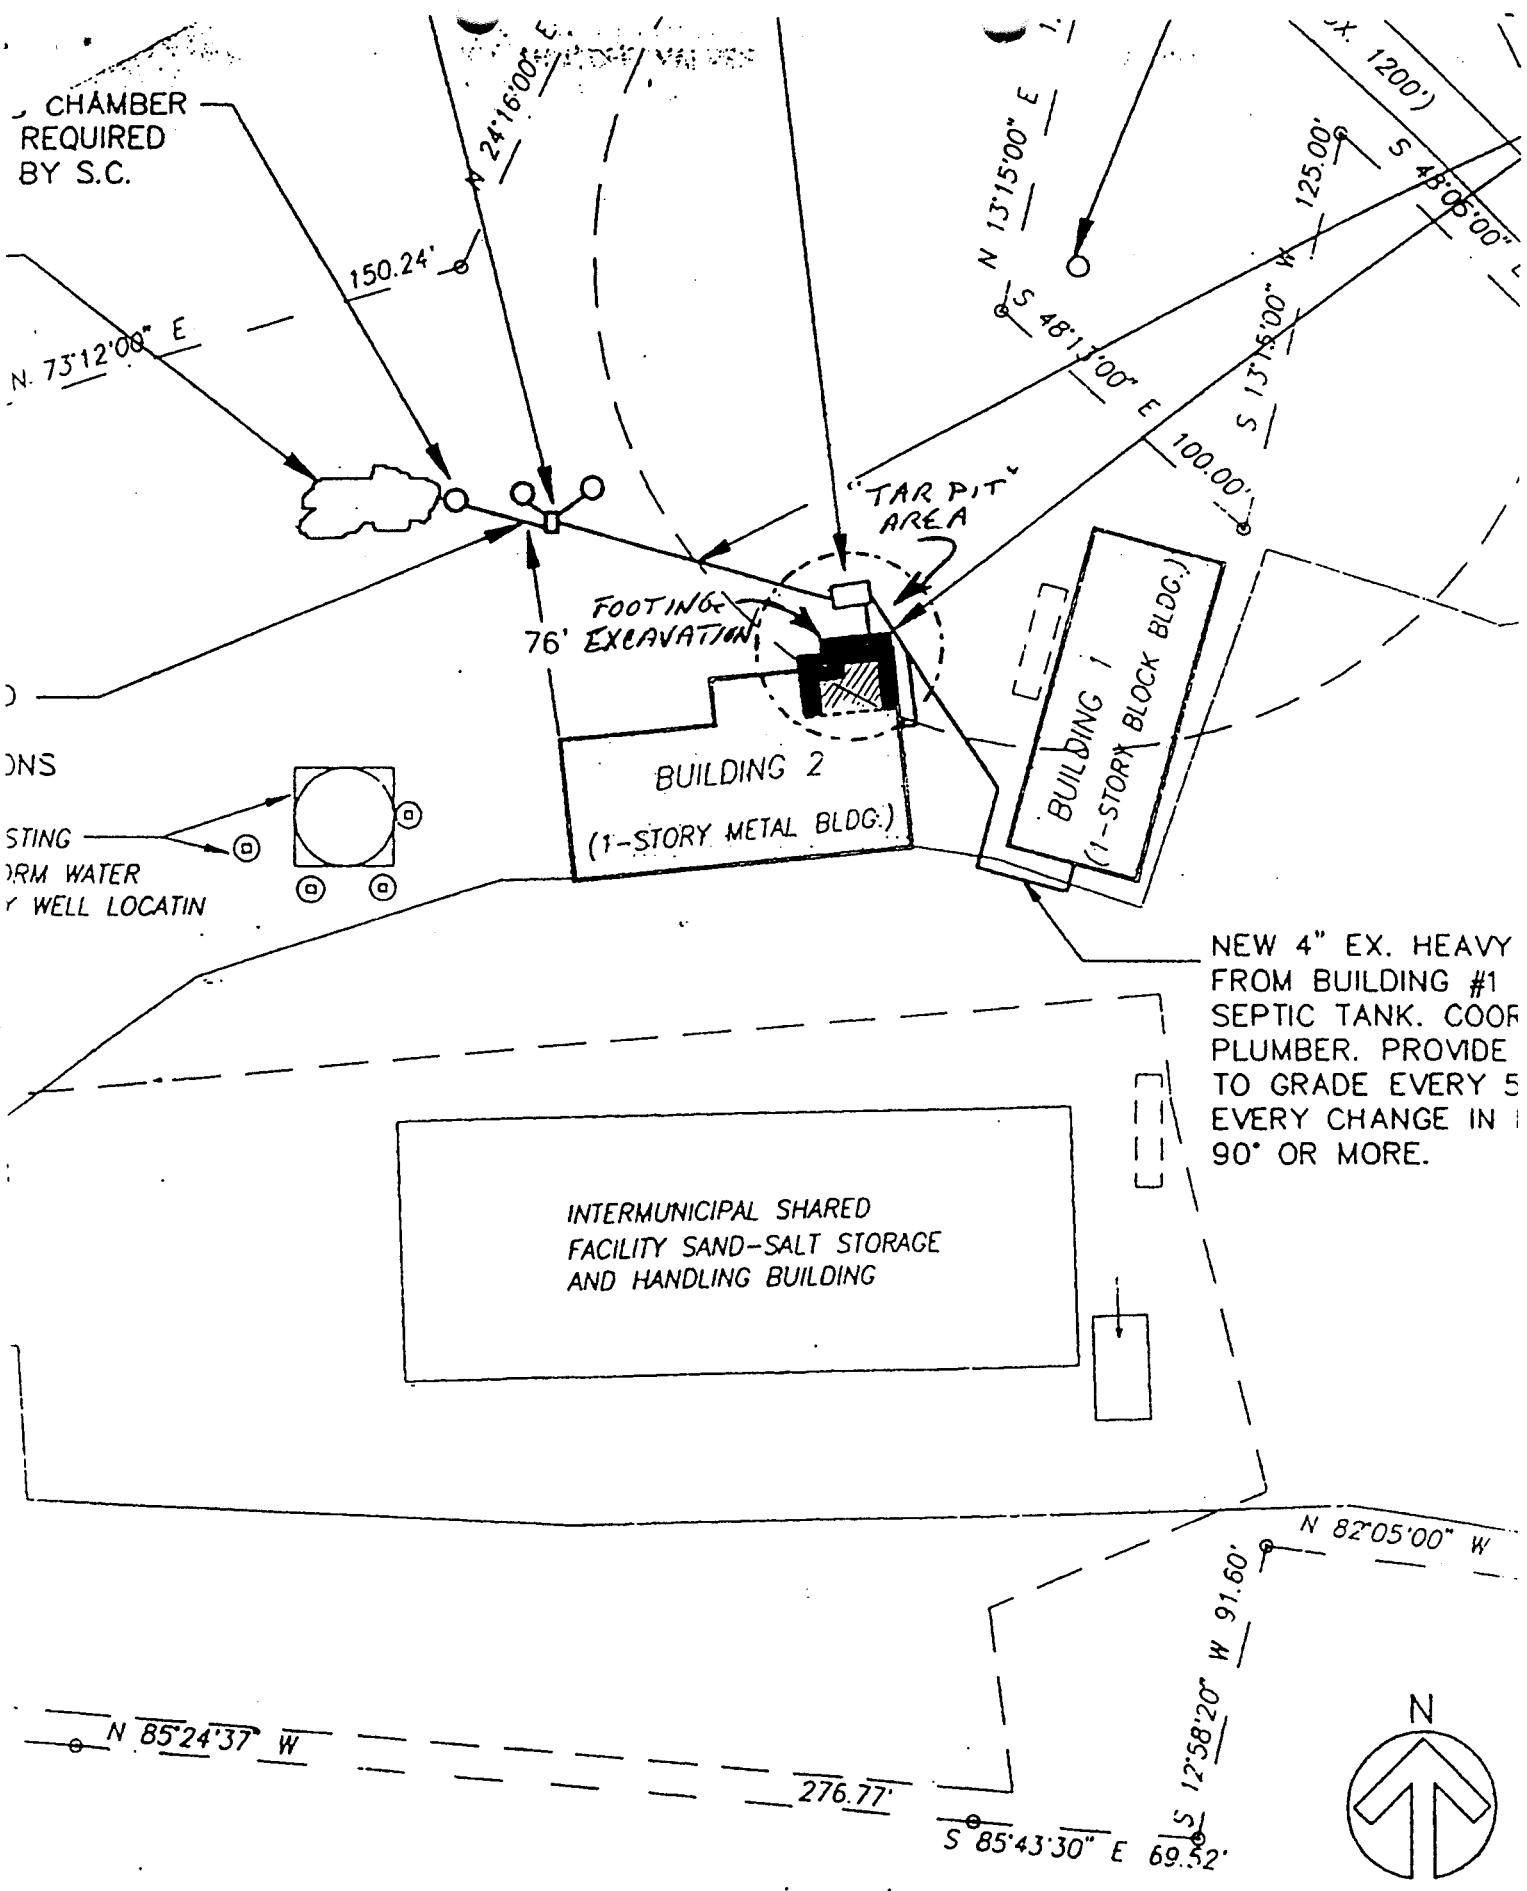 CHAMBER
REQUIRED
BY S.C.
N 24°16'00" E
N 13°15'00" E
1200')
125.00'
S 48°05'00" E
S 13°15'00" W
150.24'
N. 73°12'00" E
S 48°13'00" E
100.00'
"TAR PIT"
AREA
FOOTING
EXCAVATION
76'
BUILDING 1
(1-STORY BLOCK BLDG.)
BUILDING 2
(1-STORY METAL BLDG.)
ONS
STING
ORM WATER
Y WELL LOCATIN
NEW 4" EX. HEAVY
FROM BUILDING #1
SEPTIC TANK. COOR
PLUMBER. PROVIDE
TO GRADE EVERY 5
EVERY CHANGE IN
90° OR MORE.
INTERMUNICIPAL SHARED
FACILITY SAND-SALT STORAGE
AND HANDLING BUILDING
N 82°05'00" W
S 12°58'20" W 91.60'
N 85°24'37" W
276.77'
S 85°43'30" E 69.52'
N